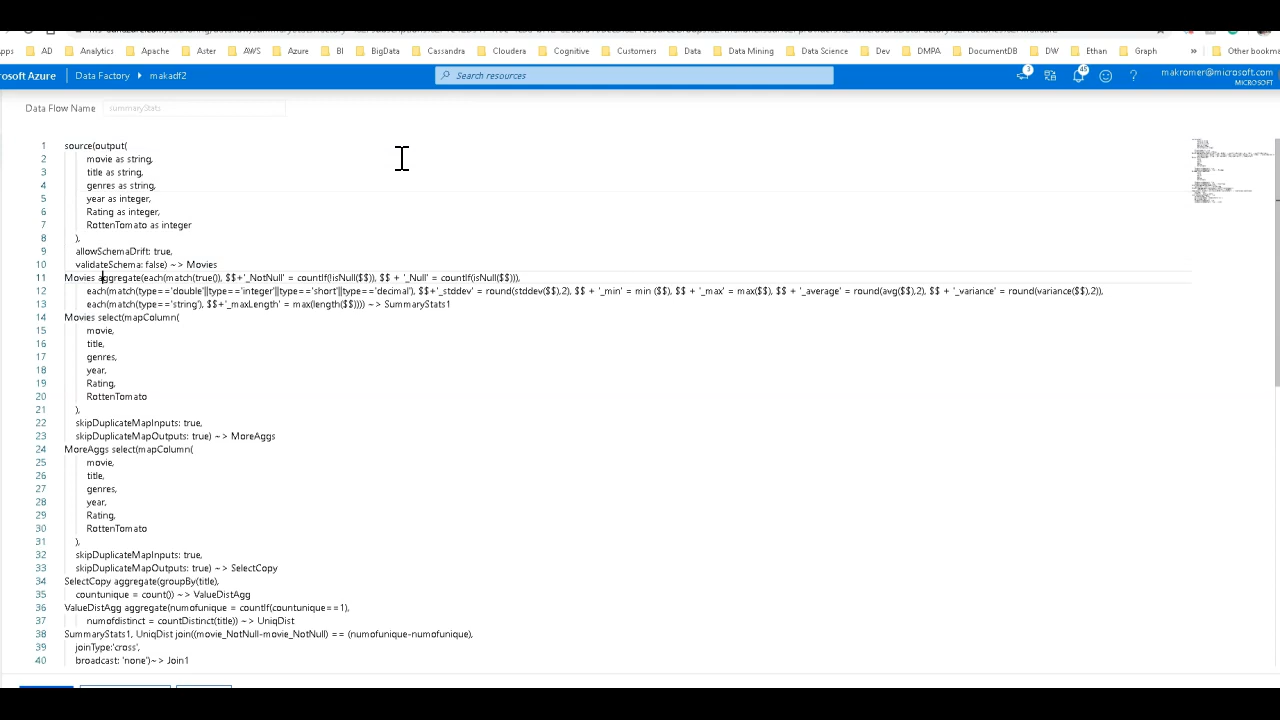 pps AD Analytics Apache Aster AWS Azure BI BigData Cassandra Cloudera Cognitive Customers Data Data Mining Data Science Dev DMPA DocumentDB DW Ethan Graph » Other bookma
rosoft Azure Data Factory makadf2 Search resources 3 45 ? makromer@microsoft.com
MICROSOFT
Data Flow Name summaryStats
1 source(output(
2 movie as string,
3 title as string,
4 genres as string,
5 year as integer,
6 Rating as integer,
7 RottenTomato as integer
8 ),
9 allowSchemaDrift: true,
10 validateSchema: false) ~> Movies
11 Movies aggregate(each(match(true()), $$+'_NotNull' = countIf(!isNull($$)), $$ + '_Null' = countIf(isNull($$))),
12 each(match(type=='double'||type=='integer'||type=='short'||type=='decimal'), $$+'_stddev' = round(stddev($$),2), $$ + '_min' = min ($$), $$ + '_max' = max($$), $$ + '_average' = round(avg($$),2), $$ + '_variance' = round(variance($$),2)),
13 each(match(type=='string'), $$+'_maxLength' = max(length($$)))) ~> SummaryStats1
14 Movies select(mapColumn(
15 movie,
16 title,
17 genres,
18 year,
19 Rating,
20 RottenTomato
21 ),
22 skipDuplicateMapInputs: true,
23 skipDuplicateMapOutputs: true) ~> MoreAggs
24 MoreAggs select(mapColumn(
25 movie,
26 title,
27 genres,
28 year,
29 Rating,
30 RottenTomato
31 ),
32 skipDuplicateMapInputs: true,
33 skipDuplicateMapOutputs: true) ~> SelectCopy
34 SelectCopy aggregate(groupBy(title),
35 countunique = count()) ~> ValueDistAgg
36 ValueDistAgg aggregate(numofunique = countIf(countunique==1),
37 numofdistinct = countDistinct(title)) ~> UniqDist
38 SummaryStats1, UniqDist join((movie_NotNull-movie_NotNull) == (numofunique-numofunique),
39 joinType:'cross',
40 broadcast: 'none')~> Join1